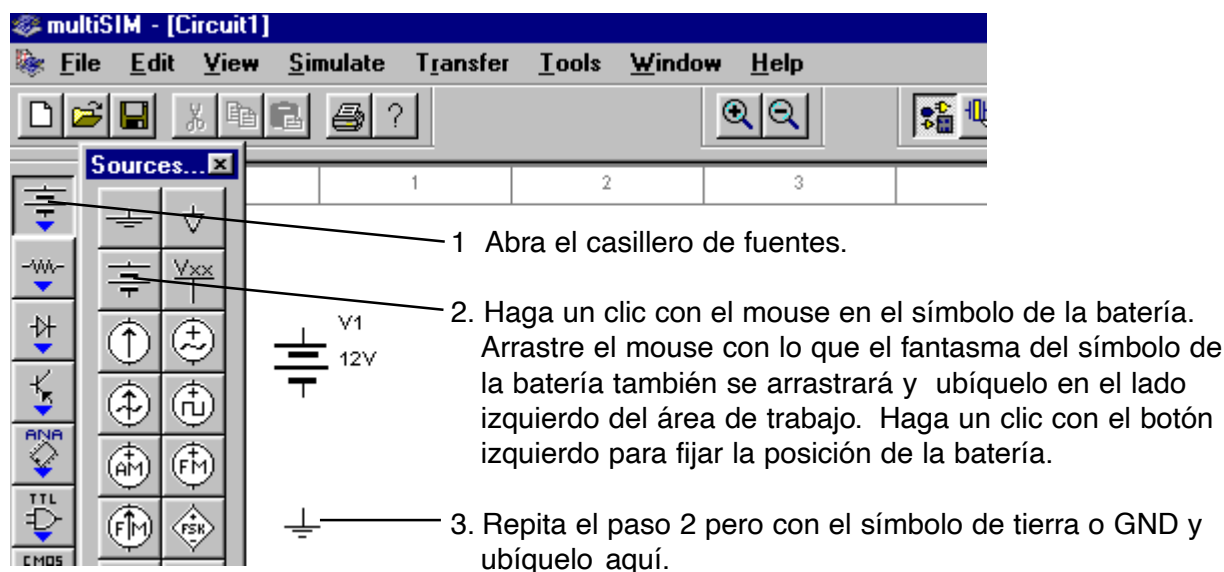 multiSIM - [Circuit1]
File Edit View Simulate Transfer Tools Window Help
Sources...
1 2 3
1 Abra el casillero de fuentes.
Vxx
2. Haga un clic con el mouse en el símbolo de la batería.
Arrastre el mouse con lo que el fantasma del símbolo de
la batería también se arrastrará y ubíquelo en el lado
izquierdo del área de trabajo. Haga un clic con el botón
izquierdo para fijar la posición de la batería.
V1
12V
ANA
AM FM
TTL
FM FSK
3. Repita el paso 2 pero con el símbolo de tierra o GND y
ubíquelo aquí.
CMOS